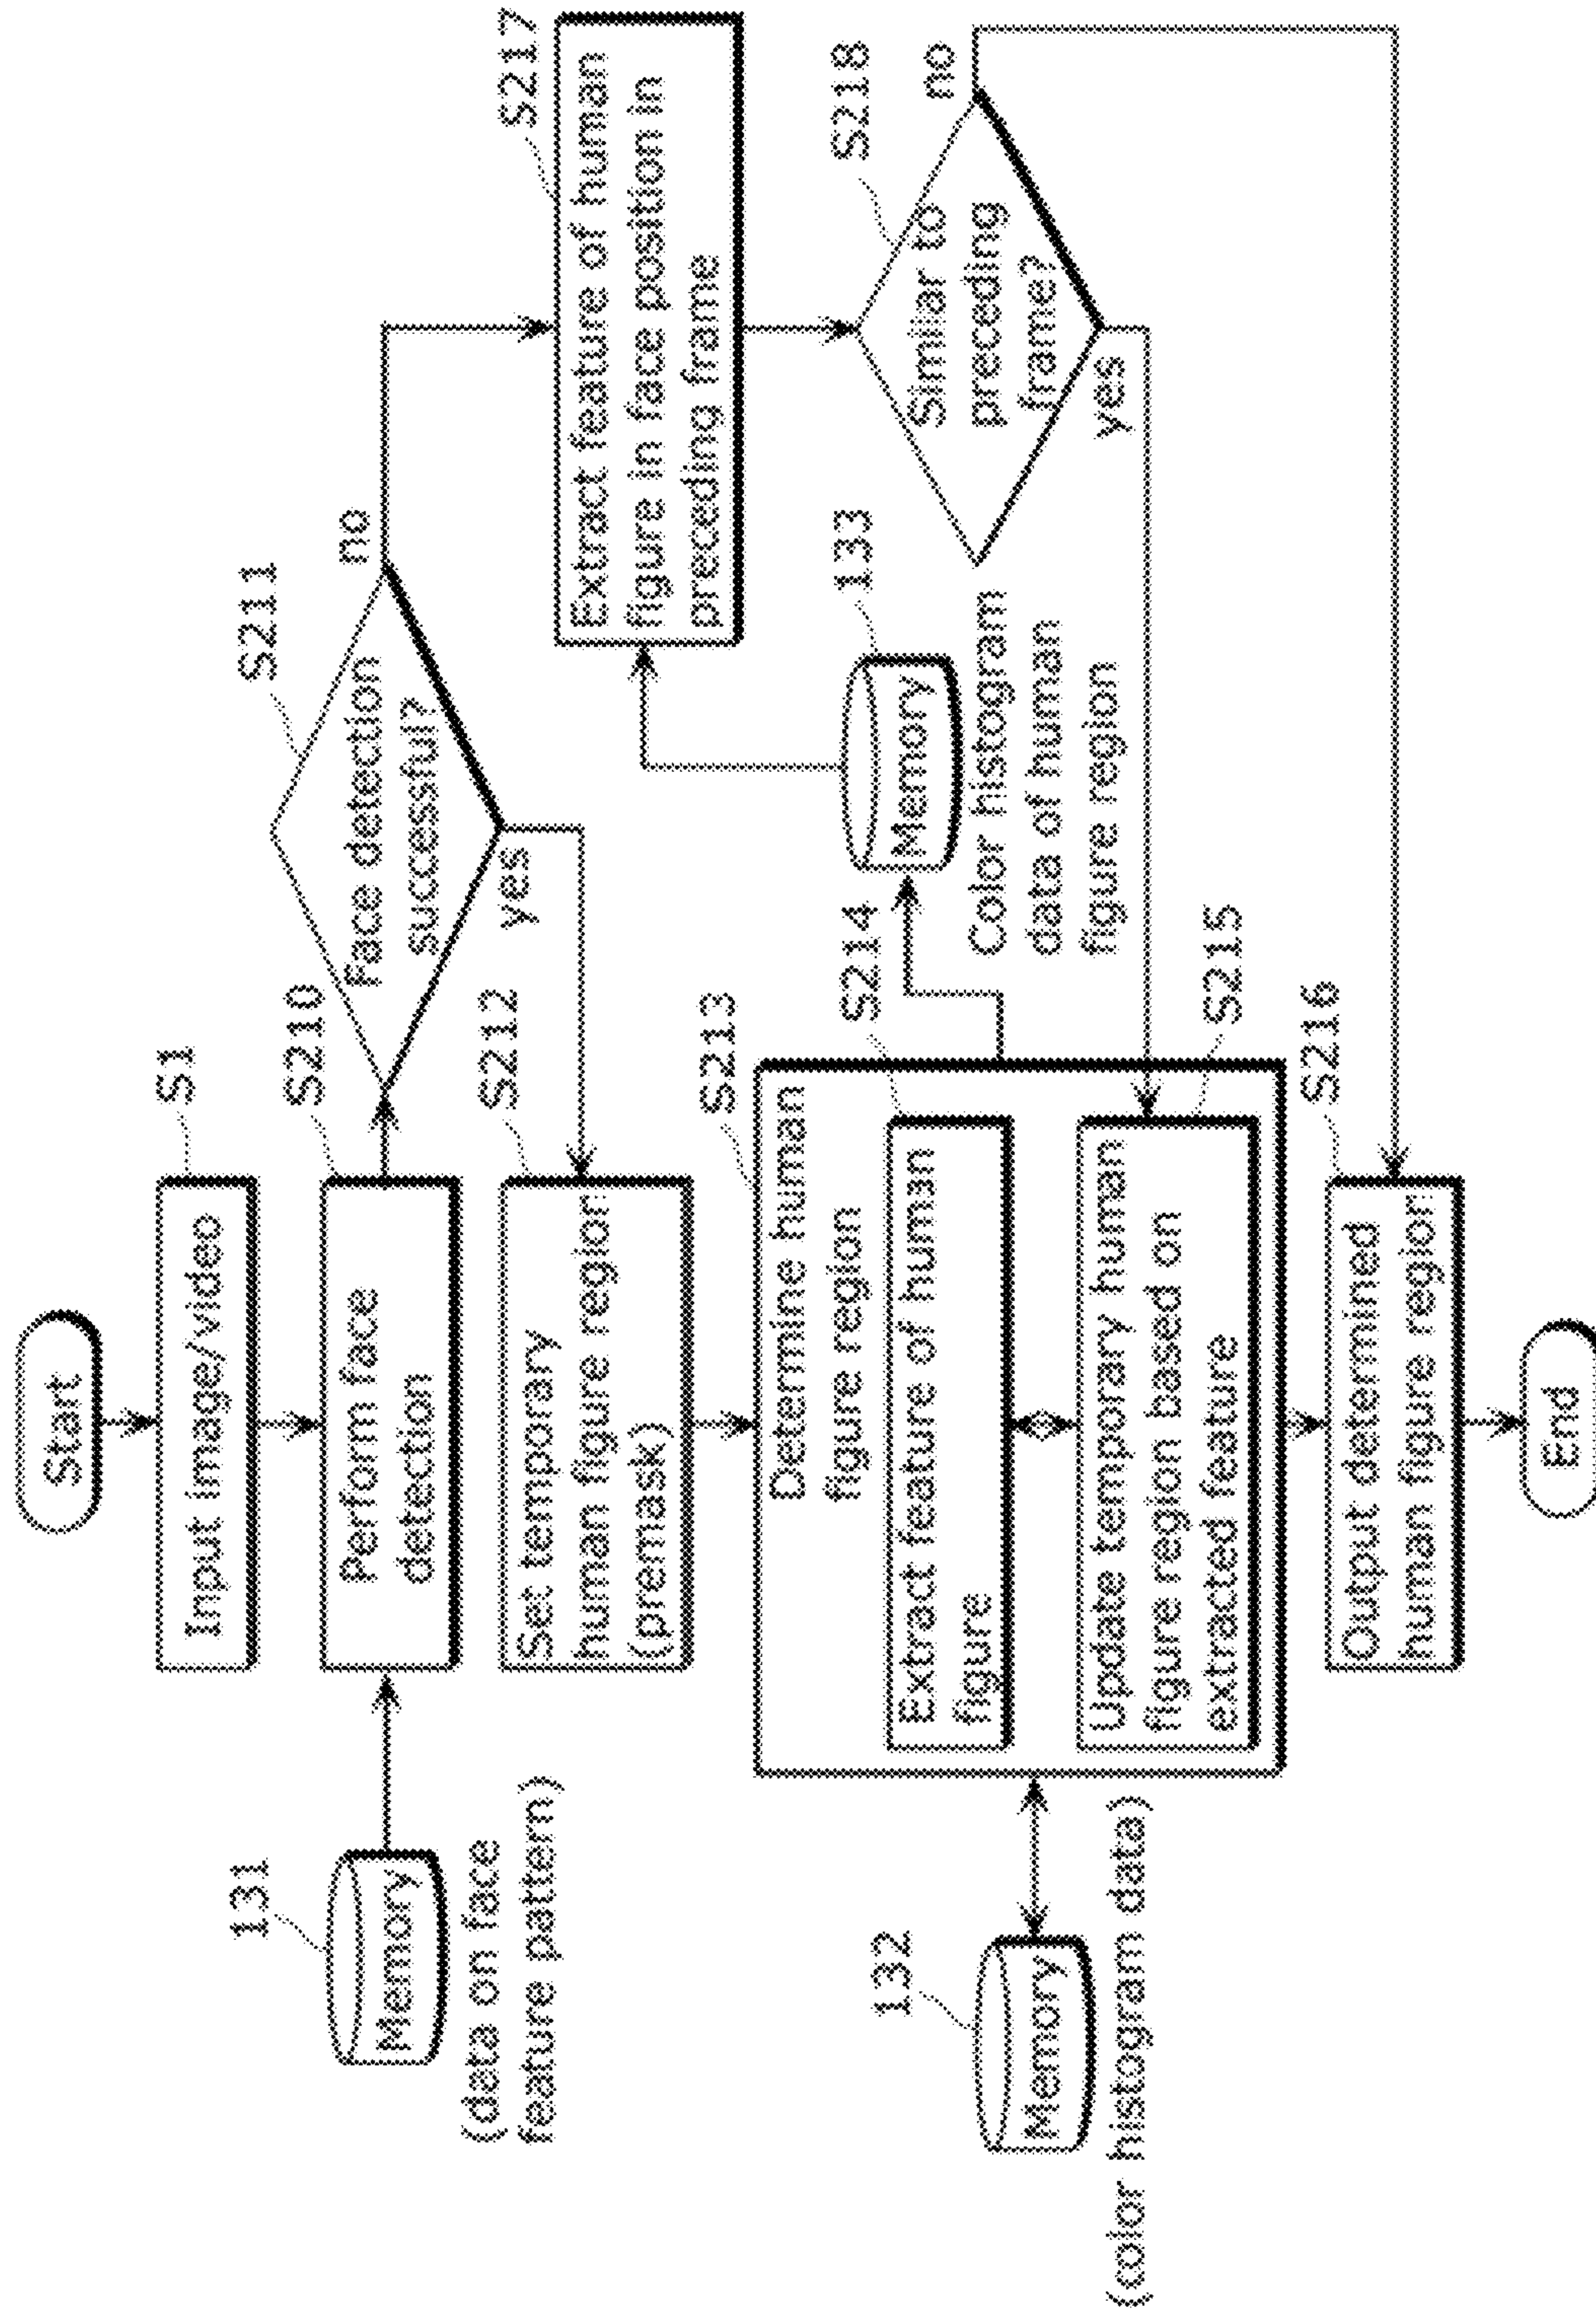 Start
S1
Input image/video
131
Memory
(data on face
feature pattern)
S210
Perform face
detection
S211
Face detection
successful?
no
yes
S212
Set temporary
human figure region
(premask)
S217
Extract feature of human
figure in face position in
preceding frame
S213
Determine human
figure region
132
Memory
(color histogram data)
S214
Extract feature of human
figure
133
Memory
Color histogram
data of human
figure region
S218
Similar to
preceding
frame?
no
yes
S215
Update temporary human
figure region based on
extracted feature
S216
Output determined
human figure region
End